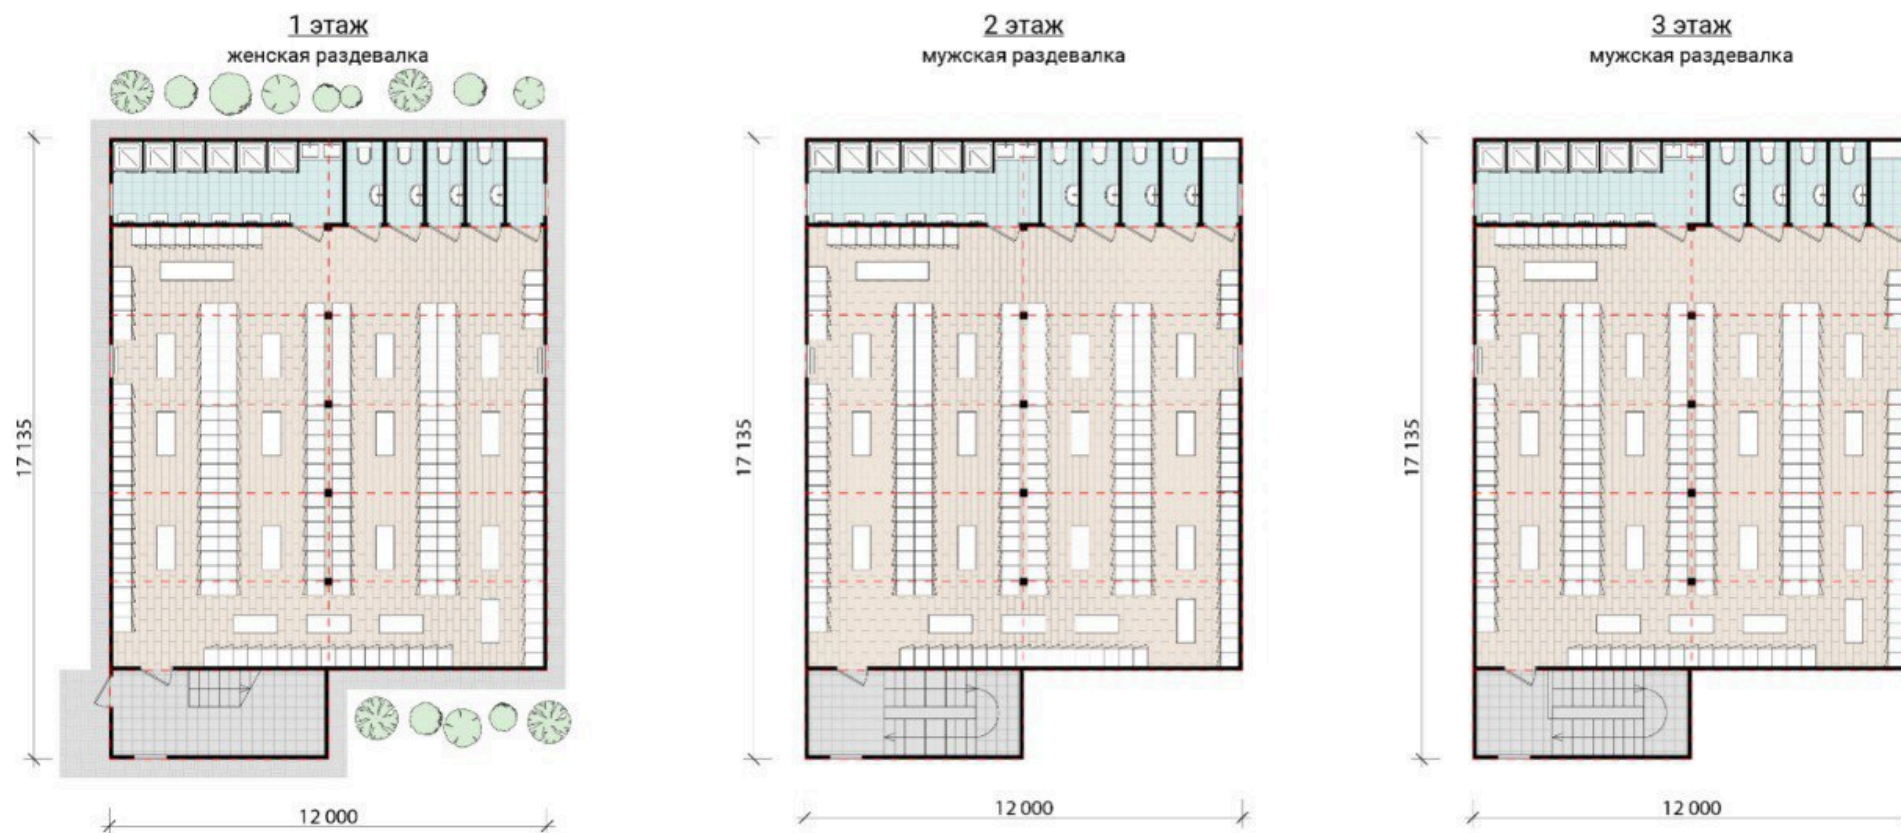 1 этаж
женская раздевалка
2 этаж
мужская раздевалка
3 этаж
мужская раздевалка
17 135
17 135
17 135
12 000
12 000
12 000